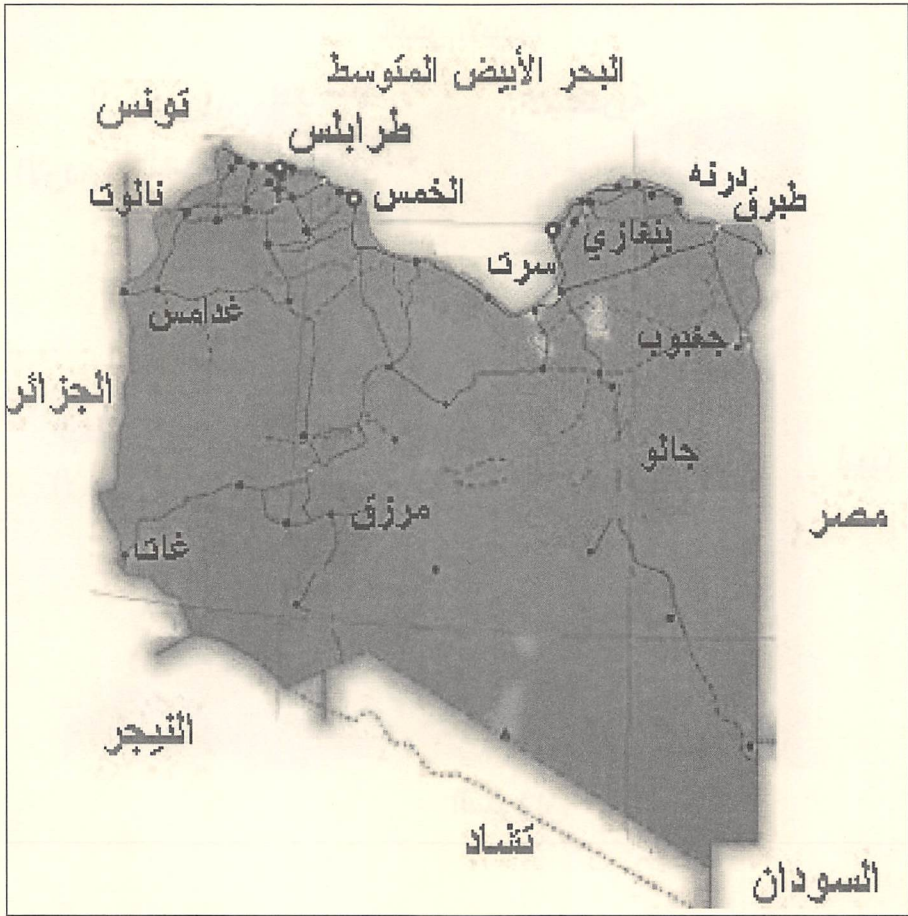 البحر الأبيض المتوسط
تونس
طرابلس
نالوت
الخمس
درنه
طبرق
بنغازي
سرت
غدامس
جغبوب
الجزائر
جالو
مرزق
مصر
غات
النيجر
تشاد
السودان